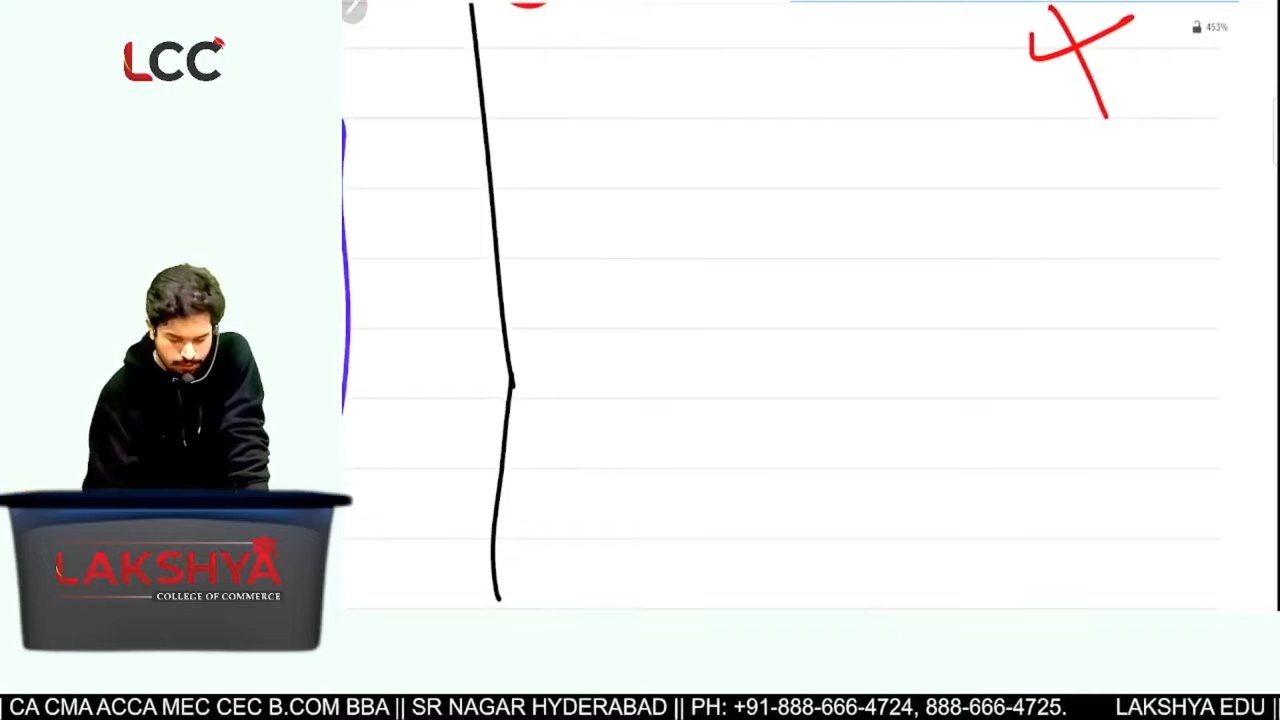 LCC
453%
LAKSHYA
COLLEGE OF COMMERCE
| CA CMA ACCA MEC CEC B.COM BBA || SR NAGAR HYDERABAD || PH: +91-888-666-4724, 888-666-4725. LAKSHYA EDU |